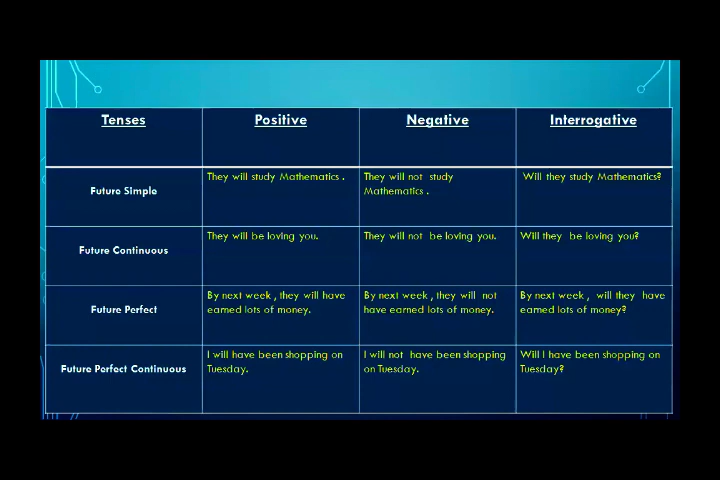 Tenses Positive Negative Interrogative
Future Simple
They will study Mathematics .
They will not study
Mathematics .
Will they study Mathematics?
Future Continuous
They will be loving you.
They will not be loving you.
Will they be loving you?
Future Perfect
By next week , they will have
earned lots of money.
By next week , they will not
have earned lots of money.
By next week , will they have
earned lots of money?
Future Perfect Continuous
I will have been shopping on
Tuesday.
I will not have been shopping
on Tuesday.
Will I have been shopping on
Tuesday?